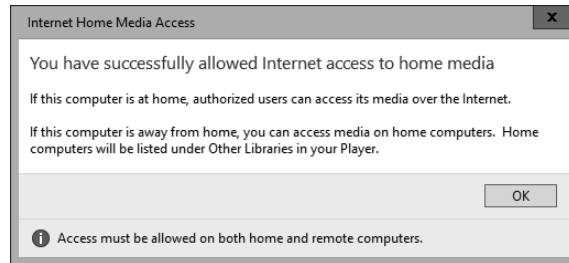 Internet Home Media Access
x
You have successfully allowed Internet access to home media
If this computer is at home, authorized users can access its media over the Internet.
If this computer is away from home, you can access media on home computers.  Home
computers will be listed under Other Libraries in your Player.
OK
Access must be allowed on both home and remote computers.